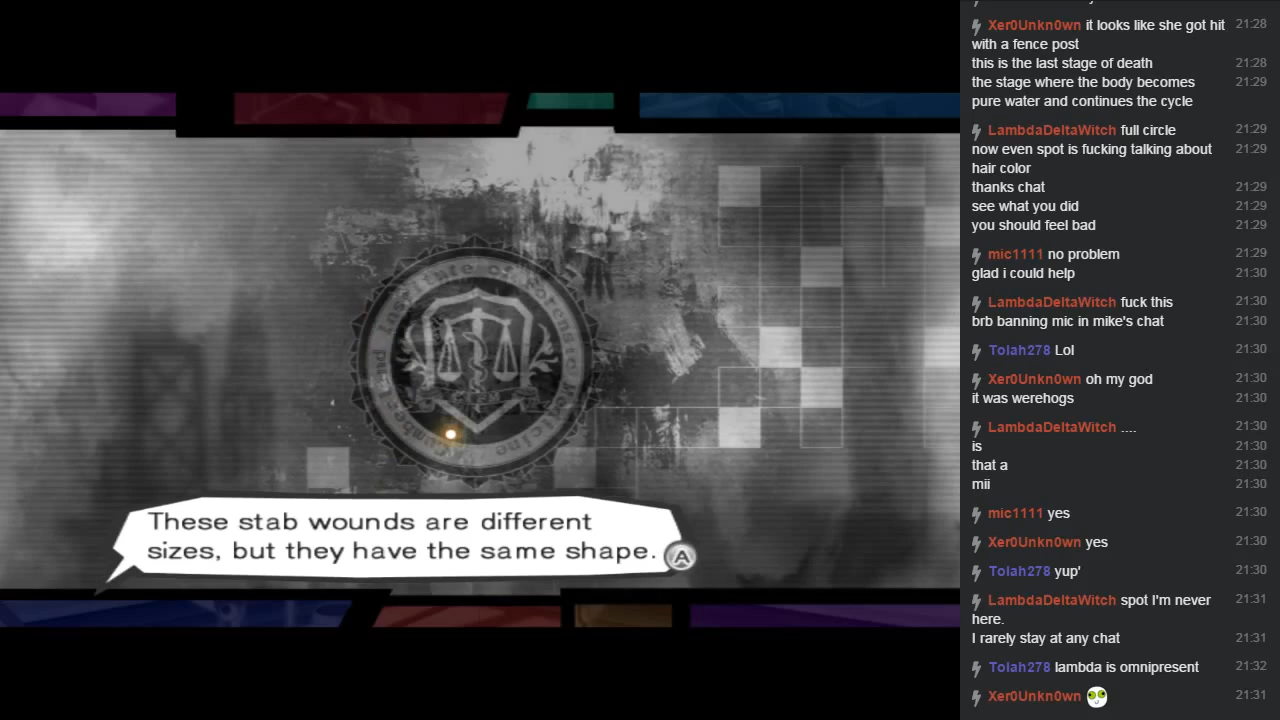 Institute of Forensic Medicine
CIFM
These stab wounds are different
sizes, but they have the same shape.
A
Xer0Unkn0wn it looks like she got hit 21:28
with a fence post
this is the last stage of death 21:28
the stage where the body becomes 21:29
pure water and continues the cycle
LambdaDeltaWitch full circle 21:29
now even spot is fucking talking about 21:29
hair color
thanks chat 21:29
see what you did 21:29
you should feel bad 21:29
mic1111 no problem 21:29
glad i could help 21:30
LambdaDeltaWitch fuck this 21:30
brb banning mic in mike's chat 21:30
Tolah278 Lol 21:30
Xer0Unkn0wn oh my god 21:30
it was werehogs 21:30
LambdaDeltaWitch .... 21:30
is 21:30
that a 21:30
mii 21:30
mic1111 yes 21:30
Xer0Unkn0wn yes 21:30
Tolah278 yup' 21:30
LambdaDeltaWitch spot I'm never 21:31
here.
I rarely stay at any chat 21:31
Tolah278 lambda is omnipresent 21:32
Xer0Unkn0wn 21:31